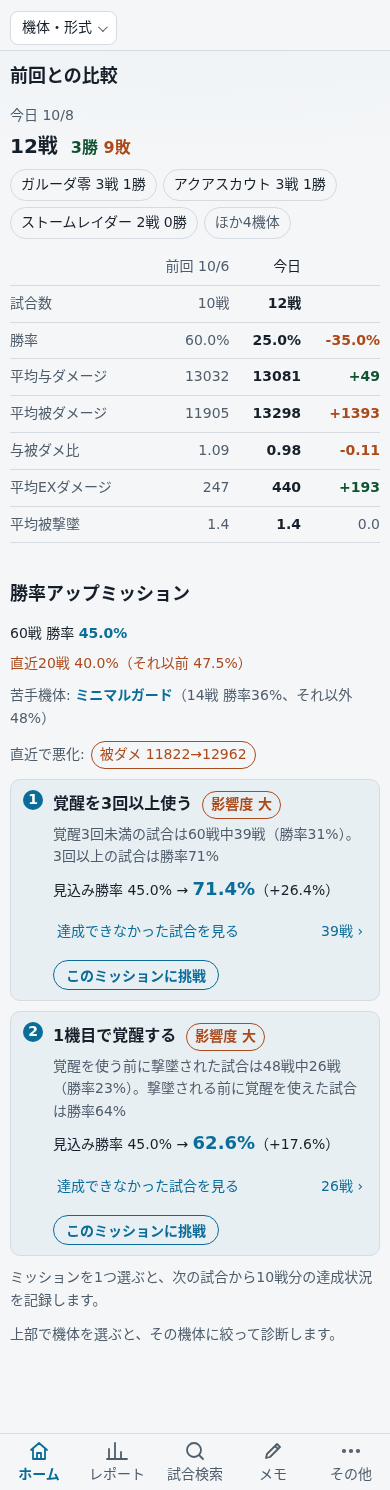 機体・形式
前回との比較
今日 10/8
12戦 3勝 9敗
ガルーダ零 3戦 1勝
アクアスカウト 3戦 1勝
ストームレイダー 2戦 0勝
ほか4機体
前回 10/6 今日
試合数 10戦 12戦
勝率 60.0% 25.0% -35.0%
平均与ダメージ 13032 13081 +49
平均被ダメージ 11905 13298 +1393
与被ダメ比 1.09 0.98 -0.11
平均EXダメージ 247 440 +193
平均被撃墜 1.4 1.4 0.0
勝率アップミッション
60戦 勝率 45.0%
直近20戦 40.0%（それ以前 47.5%）
苦手機体: ミニマルガード（14戦 勝率36%、それ以外
48%）
直近で悪化: 被ダメ 11822→12962
1 覚醒を3回以上使う 影響度 大
覚醒3回未満の試合は60戦中39戦（勝率31%）。
3回以上の試合は勝率71%
見込み勝率 45.0% → 71.4%（+26.4%）
達成できなかった試合を見る 39戦 ›
このミッションに挑戦
2 1機目で覚醒する 影響度 大
覚醒を使う前に撃墜された試合は48戦中26戦
（勝率23%）。撃墜される前に覚醒を使えた試合
は勝率64%
見込み勝率 45.0% → 62.6%（+17.6%）
達成できなかった試合を見る 26戦 ›
このミッションに挑戦
ミッションを1つ選ぶと、次の試合から10戦分の達成状況
を記録します。
上部で機体を選ぶと、その機体に絞って診断します。
ホーム レポート 試合検索 メモ その他